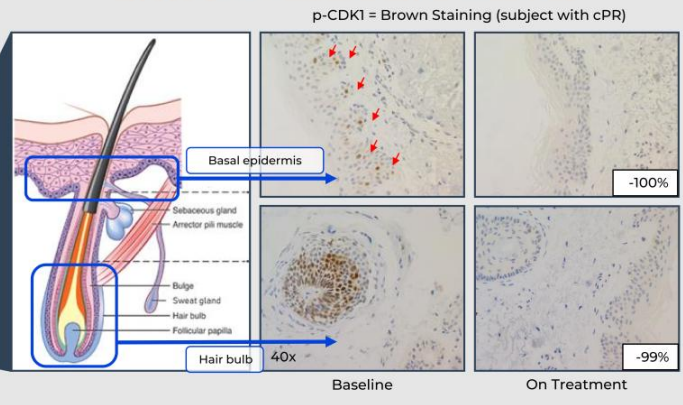 p-CDK1 = Brown Staining (subject with cPR)
Basal epidermis
Sebaceous gland
Arrector pili muscle
Bulge
Sweat gland
Hair bulb
Follicular papilla
Hair bulb
40x
-100%
-99%
Baseline
On Treatment